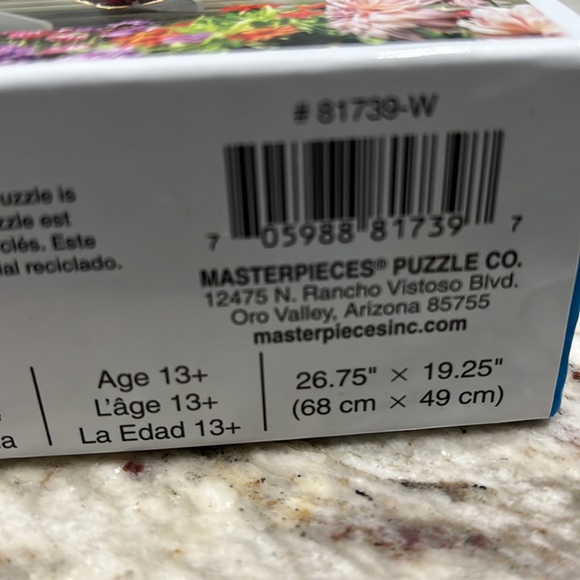 # 81739-W
uzzle is
zzle est
clés. Este
ial reciclado.
7 05988 81739 7
MASTERPIECES® PUZZLE CO.
12475 N. Rancho Vistoso Blvd.
Oro Valley, Arizona 85755
masterpiecesinc.com
Age 13+
L'âge 13+
La Edad 13+
26.75" × 19.25"
(68 cm × 49 cm)